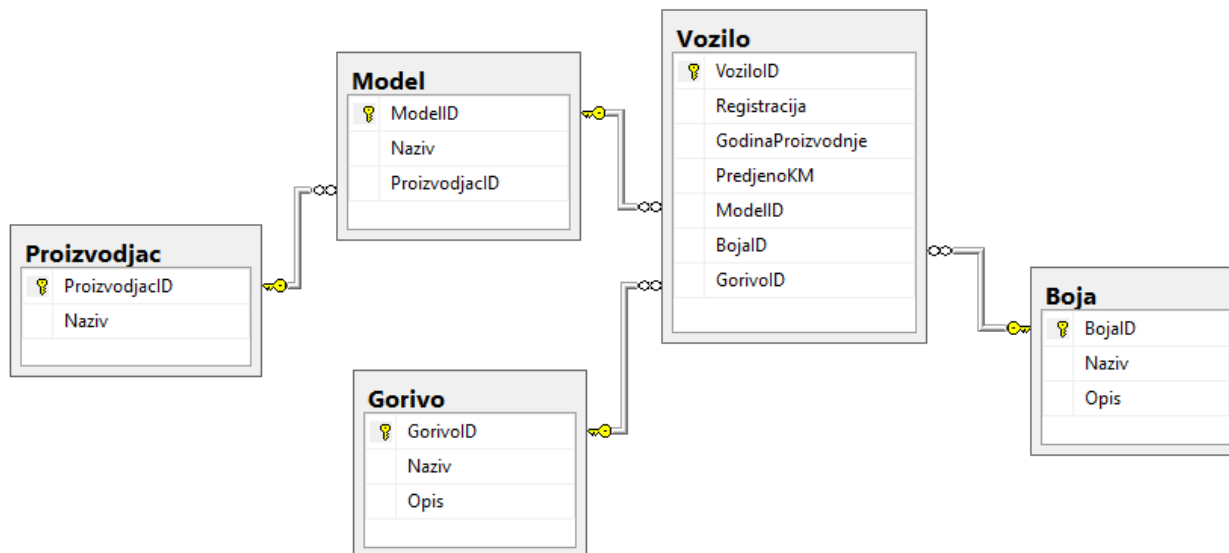 Proizvodjac
ProizvodjacID
Naziv
Model
ModelID
Naziv
ProizvodjacID
Gorivo
GorivoID
Naziv
Opis
Vozilo
VoziloID
Registracija
GodinaProizvodnje
PredjenoKM
ModelID
BojaID
GorivoID
Boja
BojaID
Naziv
Opis